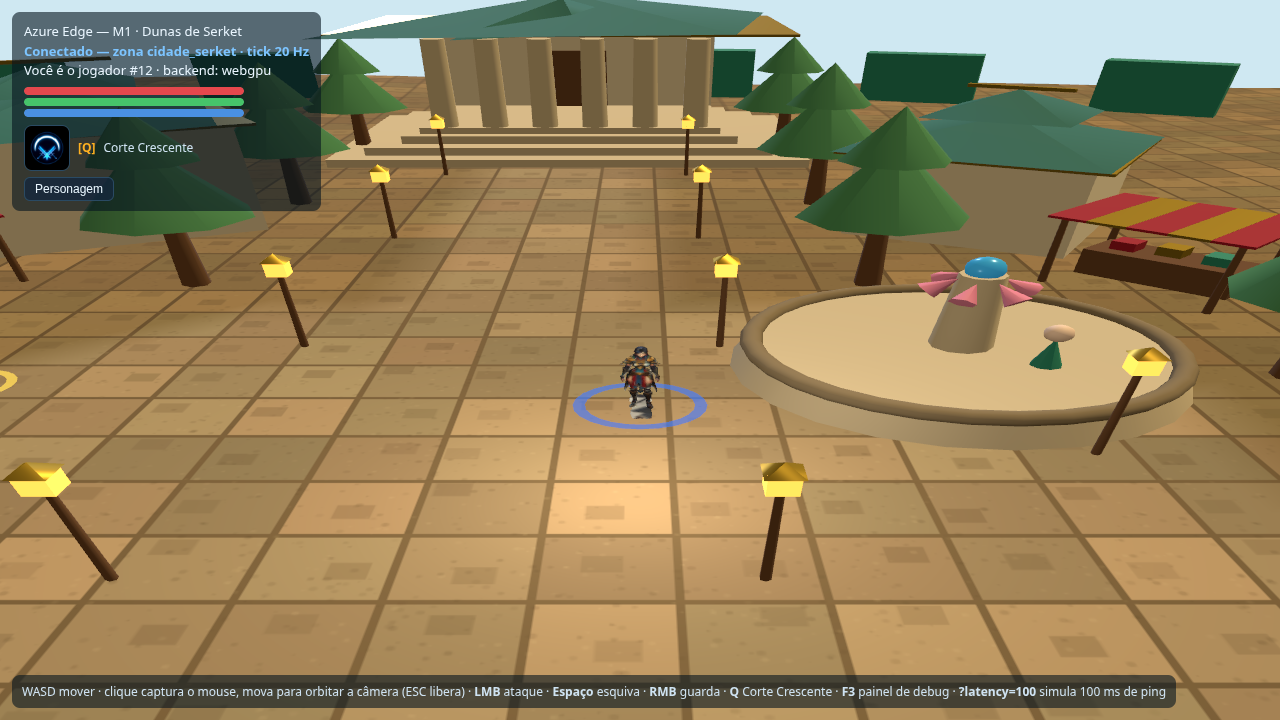 Azure Edge — M1 · Dunas de Serket
Conectado — zona cidade_serket · tick 20 Hz
Você é o jogador #12 · backend: webgpu
[Q] Corte Crescente
Personagem
WASD mover · clique captura o mouse, mova para orbitar a câmera (ESC libera) · LMB ataque · Espaço esquiva · RMB guarda · Q Corte Crescente · F3 painel de debug · ?latency=100 simula 100 ms de ping